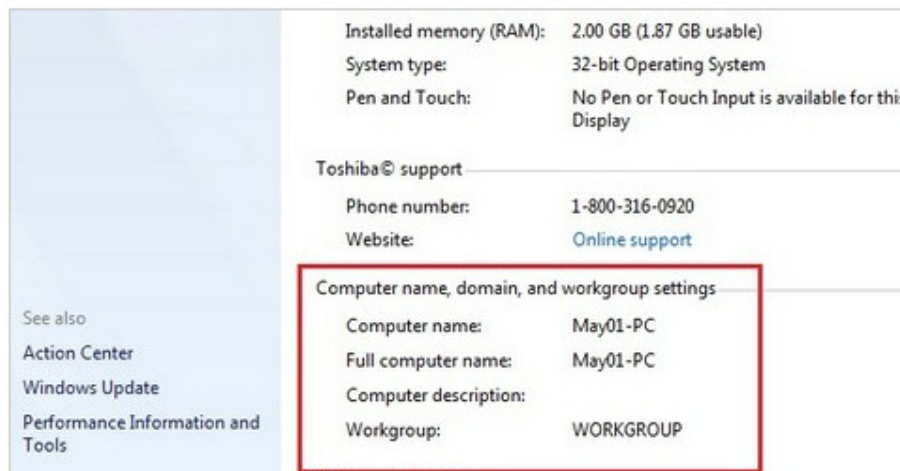 Installed memory (RAM): 2.00 GB (1.87 GB usable)
System type: 32-bit Operating System
Pen and Touch: No Pen or Touch Input is available for this
Display
Toshiba© support
Phone number: 1-800-316-0920
Website: Online support
Computer name, domain, and workgroup settings
Computer name: May01-PC
Full computer name: May01-PC
Computer description:
Workgroup: WORKGROUP
See also
Action Center
Windows Update
Performance Information and
Tools